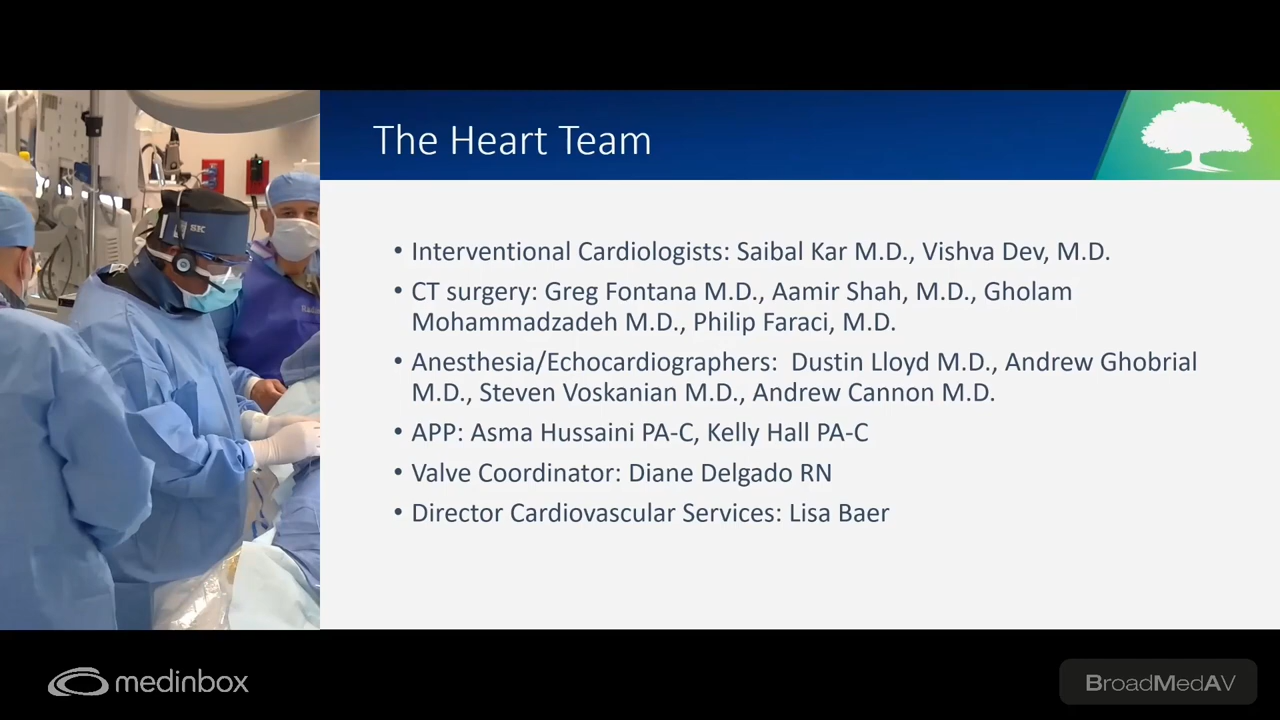 The Heart Team
SK
• Interventional Cardiologists: Saibal Kar M.D., Vishva Dev, M.D.
• CT surgery: Greg Fontana M.D., Aamir Shah, M.D., Gholam
Mohammadzadeh M.D., Philip Faraci, M.D.
• Anesthesia/Echocardiographers:  Dustin Lloyd M.D., Andrew Ghobrial
M.D., Steven Voskanian M.D., Andrew Cannon M.D.
• APP: Asma Hussaini PA-C, Kelly Hall PA-C
• Valve Coordinator: Diane Delgado RN
• Director Cardiovascular Services: Lisa Baer
medinbox
BroadMedAV